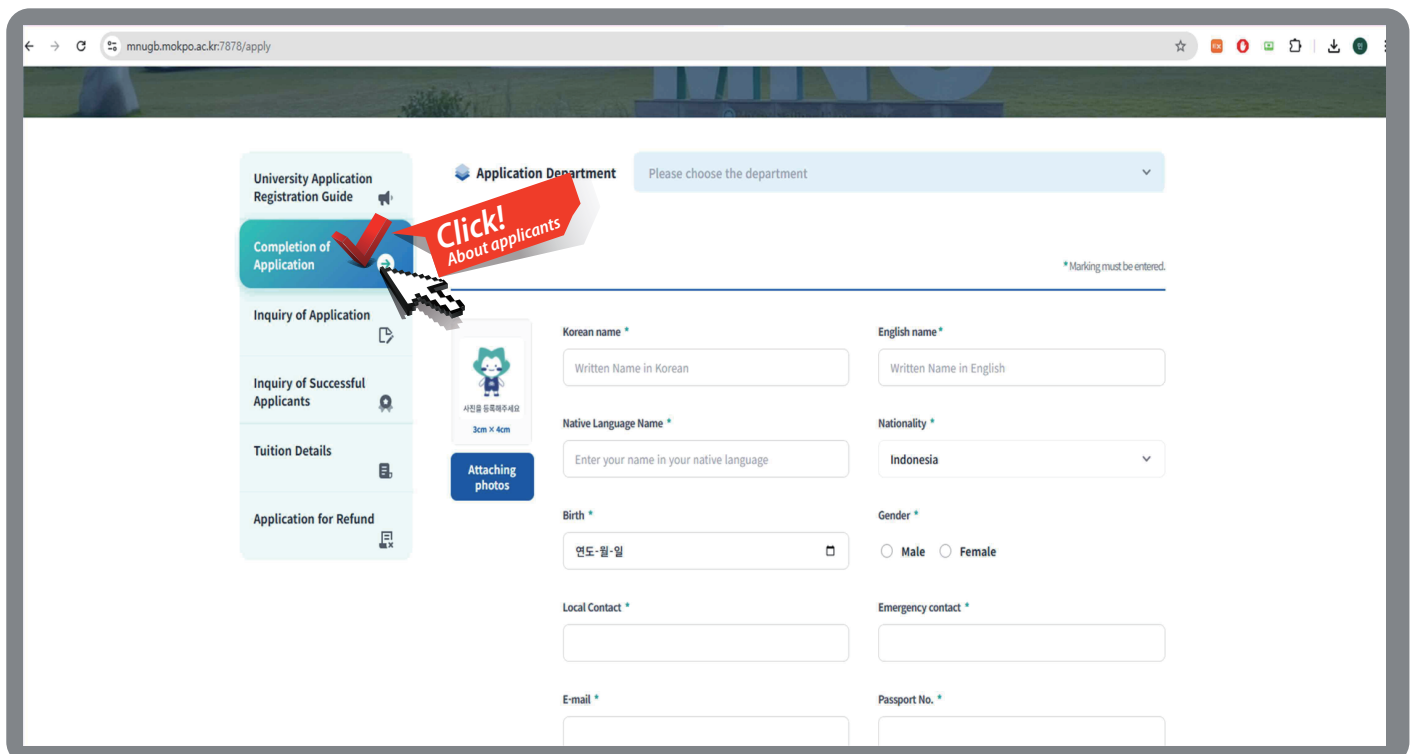 mnugb.mokpo.ac.kr:7878/apply
University Application
Registration Guide
Completion of
Application
Inquiry of Application
Inquiry of Successful
Applicants
Tuition Details
Application for Refund
Application Department
Please choose the department
Click!
About applicants
* Marking must be entered.
사진을 등록해주세요
3cm × 4cm
Attaching
photos
Korean name *
English name *
Written Name in Korean
Written Name in English
Native Language Name *
Nationality *
Enter your name in your native language
Indonesia
Birth *
Gender *
연도-월-일
Male
Female
Local Contact *
Emergency contact *
E-mail *
Passport No. *